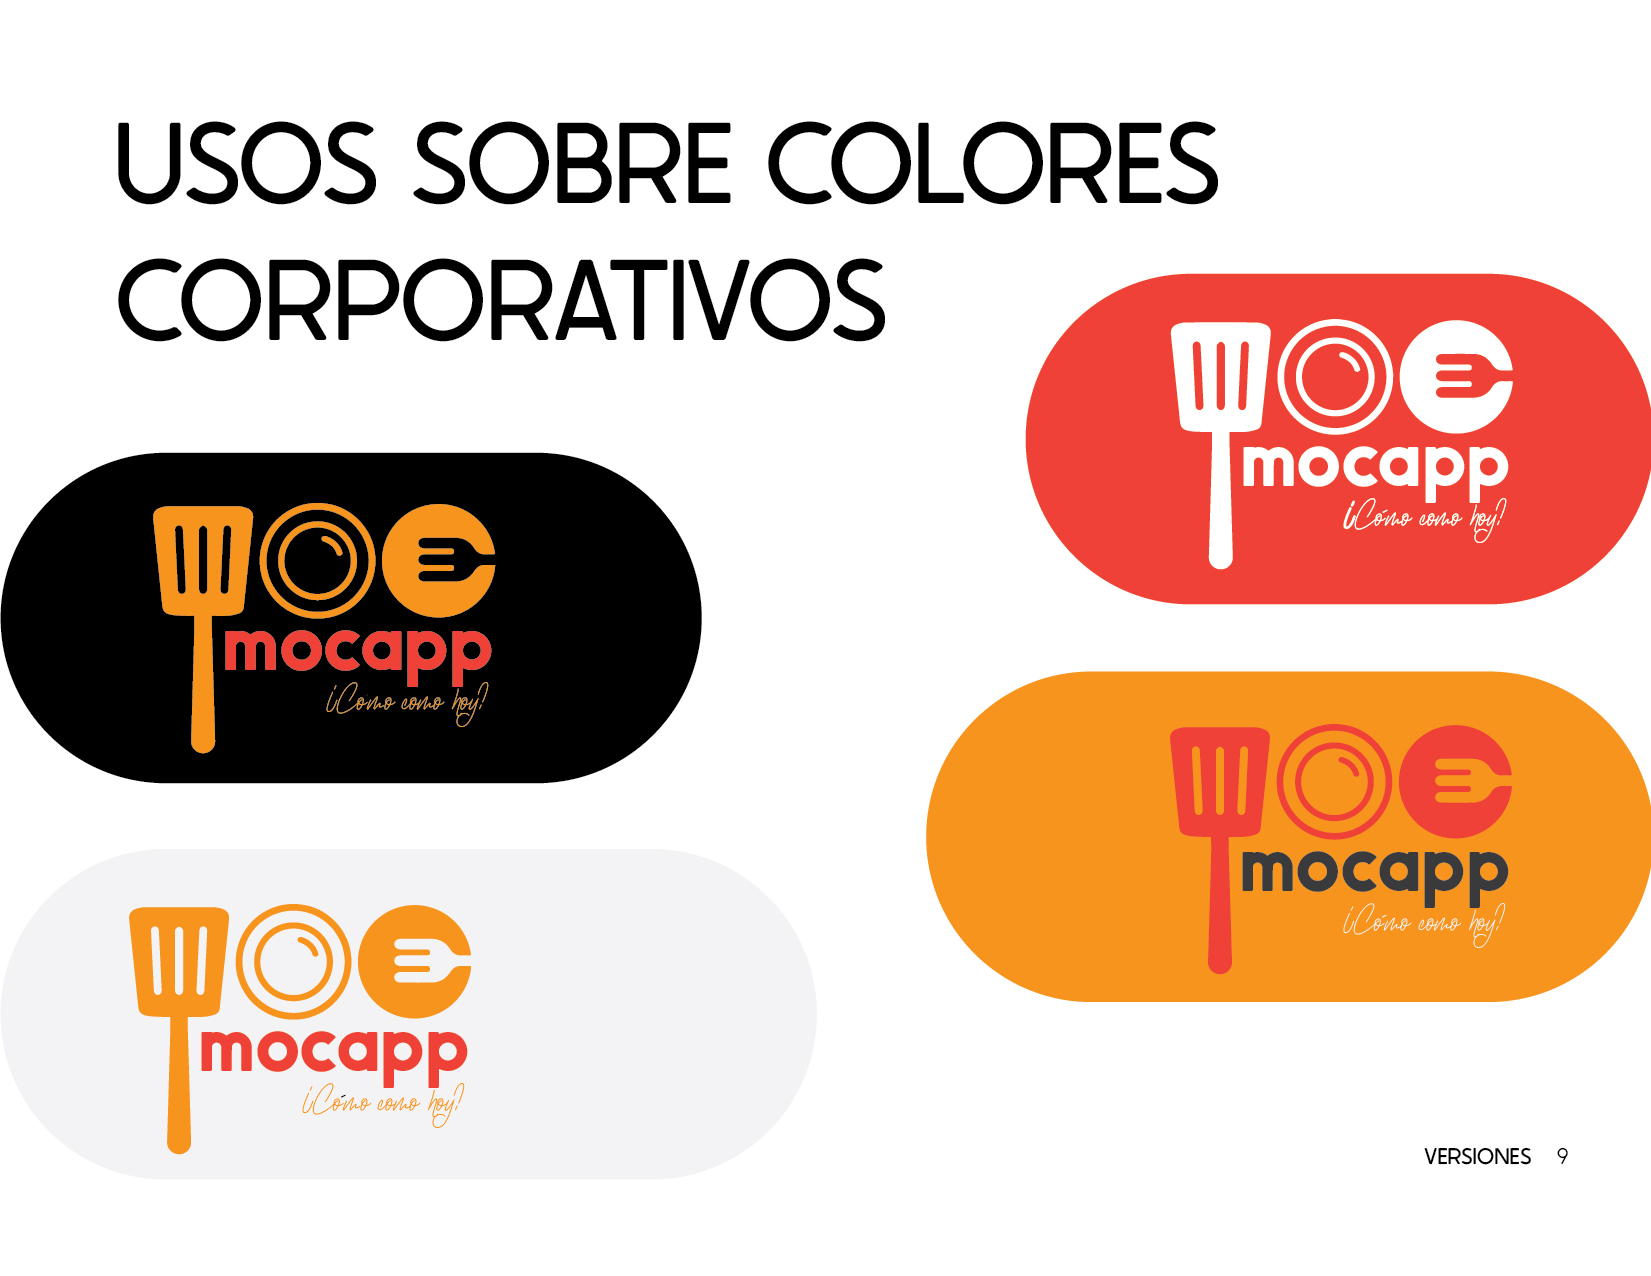 USOS SOBRE COLORES
CORPORATIVOS
mocapp
¿Cómo como hoy?
mocapp
¿Como como hoy?
mocapp
¿Cómo como hoy?
mocapp
¿Cómo como hoy?
VERSIONES 9